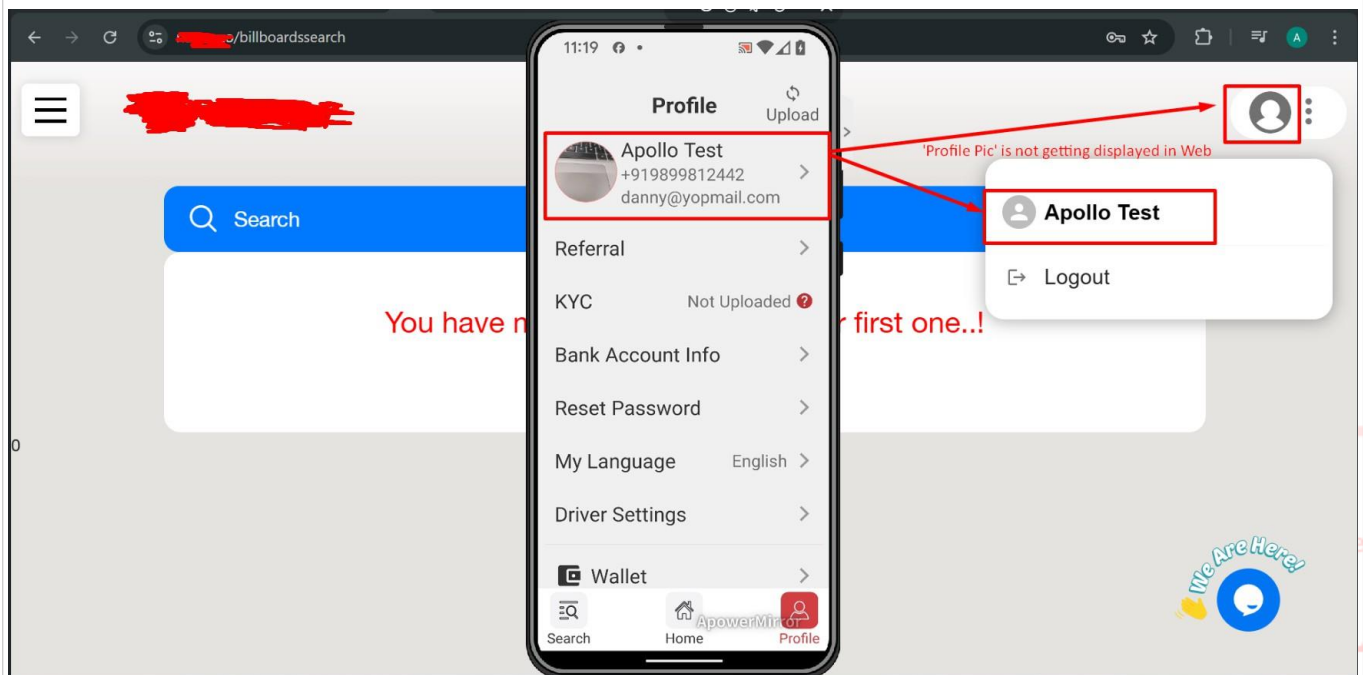 /billboardssearch
A
11:19
Profile
Upload
Apollo Test
+919899812442
danny@yopmail.com
Referral
KYC Not Uploaded ?
Bank Account Info
Reset Password
My Language English
Driver Settings
Wallet
ApowerMirror
Search Home Profile
'Profile Pic' is not getting displayed in Web
Apollo Test
Logout
Search
You have n
r first one..!
0
We Are Here!